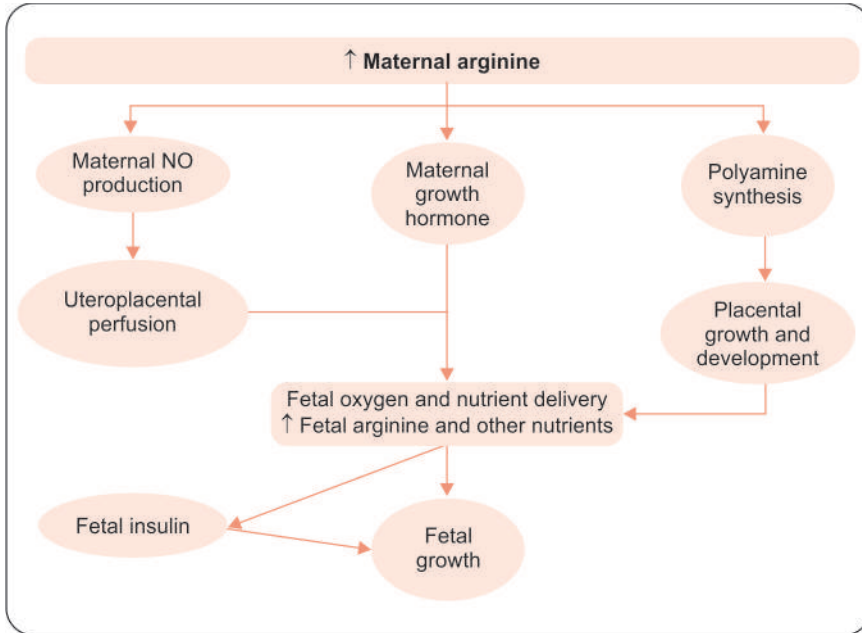 ↑ Maternal arginine
Maternal NO
production
Maternal
growth
hormone
Polyamine
synthesis
Uteroplacental
perfusion
Placental
growth and
development
Fetal oxygen and nutrient delivery
↑ Fetal arginine and other nutrients
Fetal insulin
Fetal
growth